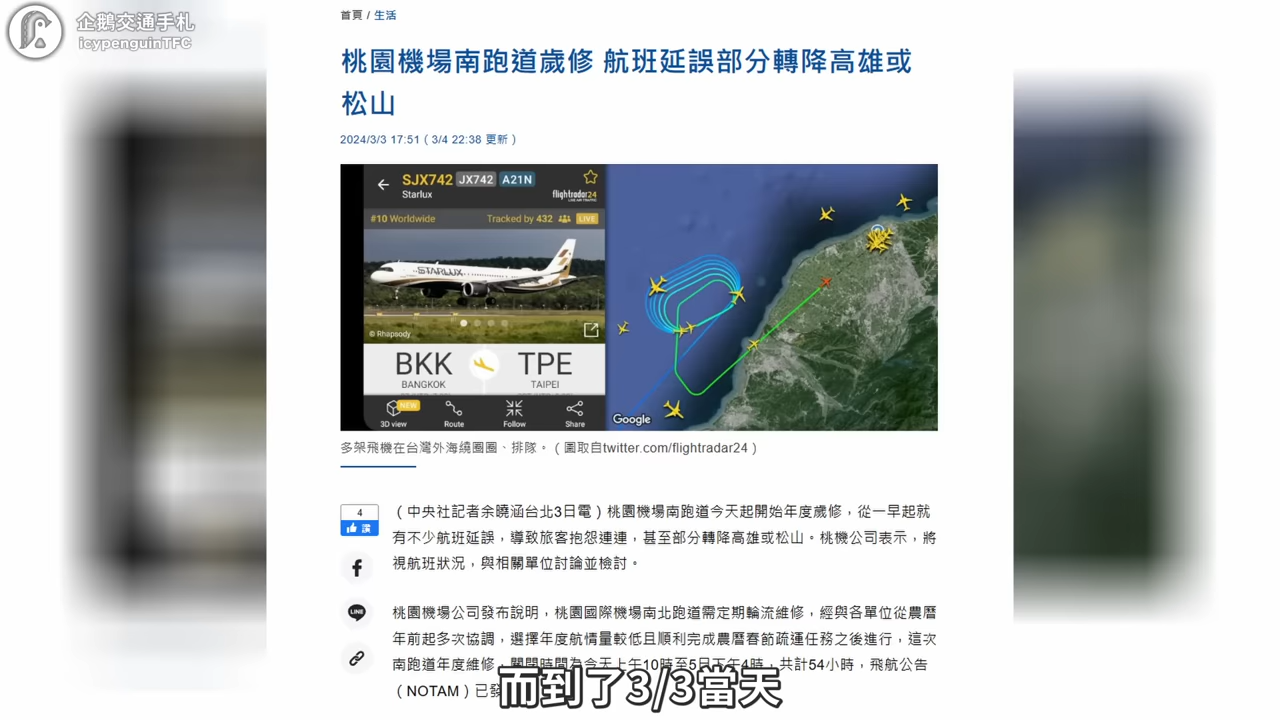 企鵝交通手札
icypenguinTFC
首頁 / 生活
桃園機場南跑道歲修 航班延誤部分轉降高雄或
松山
2024/3/3 17:51（3/4 22:38 更新）
SJX742 JX742 A21N
Starlux
flightradar24
LIVE AIR TRAFFIC
#10 Worldwide
Tracked by 432 LIVE
STARLUX
© Rhapsody
BKK TPE
BANGKOK TAIPEI
NEW
3D view Route Follow Share
Google
多架飛機在台灣外海繞圈圈、排隊。（圖取自twitter.com/flightradar24）
4
讚
（中央社記者余曉涵台北3日電）桃園機場南跑道今天起開始年度歲修，從一早起就
有不少航班延誤，導致旅客抱怨連連，甚至部分轉降高雄或松山。桃機公司表示，將
視航班狀況，與相關單位討論並檢討。
LINE
桃園機場公司發布說明，桃園國際機場南北跑道需定期輪流維修，經與各單位從農曆
年前起多次協調，選擇年度航情量較低且順利完成農曆春節疏運任務之後進行，這次
南跑道年度維修，關閉時間為今天上午10時至5日下午4時，共計54小時，飛航公告
（NOTAM）已發
而到了3/3當天